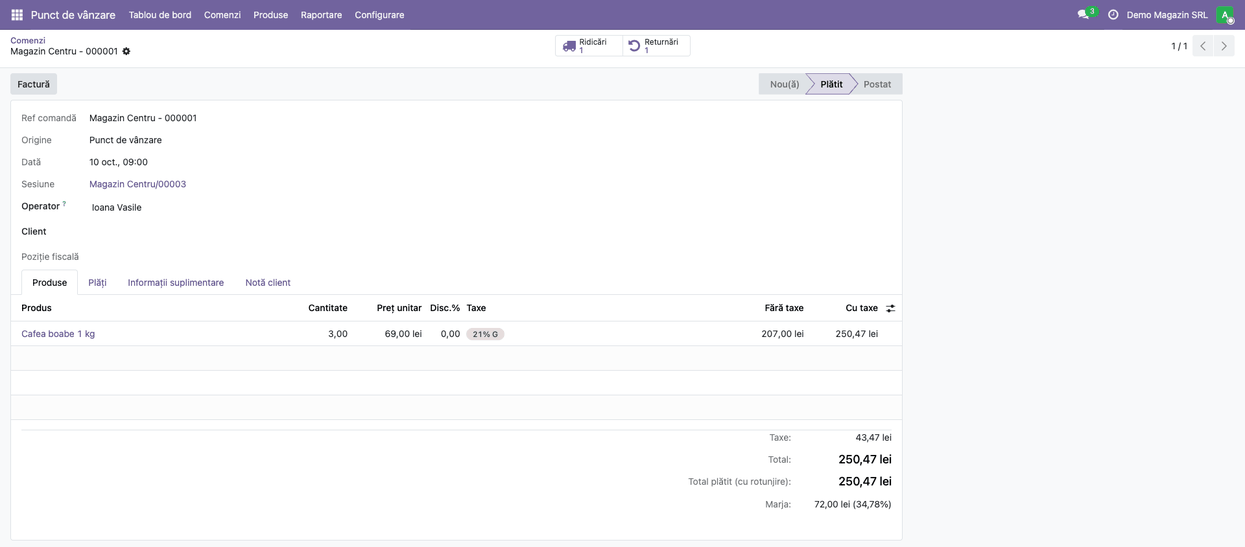 Punct de vânzare Tablou de bord Comenzi Produse Raportare Configurare 3 Demo Magazin SRL A
Comenzi
Magazin Centru - 000001
Ridicări
1
Returnări
1
1 / 1
Factură
Nou(ă) Plătit Postat
Ref comandă Magazin Centru - 000001
Origine Punct de vânzare
Dată 10 oct., 09:00
Sesiune Magazin Centru/00003
Operator ? Ioana Vasile
Client
Poziție fiscală
Produse Plăți Informații suplimentare Notă client
Produs Cantitate Preț unitar Disc.% Taxe Fără taxe Cu taxe
Cafea boabe 1 kg 3,00 69,00 lei 0,00 21% G 207,00 lei 250,47 lei
Taxe: 43,47 lei
Total: 250,47 lei
Total plătit (cu rotunjire): 250,47 lei
Marja: 72,00 lei (34,78%)